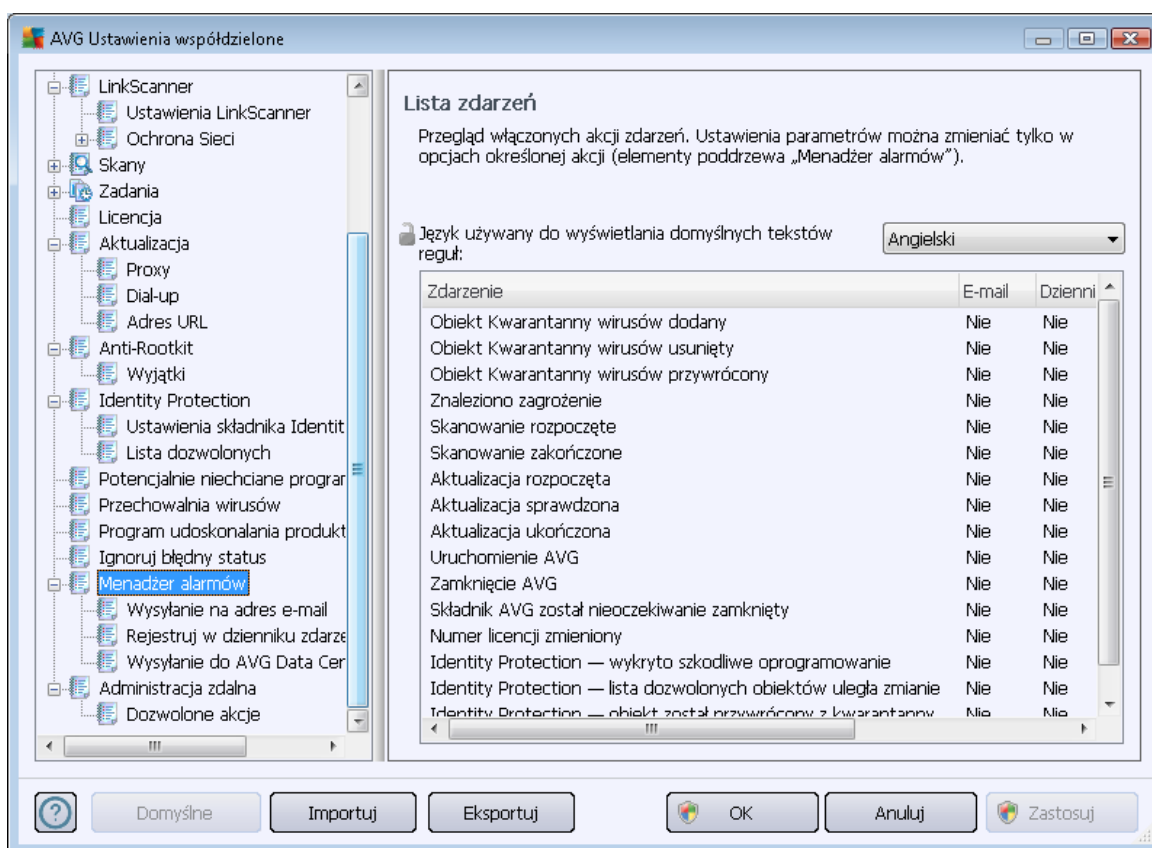 AVG Ustawienia współdzielone
LinkScanner
Ustawienia LinkScanner
Ochrona Sieci
Skany
Zadania
Licencja
Aktualizacja
Proxy
Dial-up
Adres URL
Anti-Rootkit
Wyjątki
Identity Protection
Ustawienia składnika Identit
Lista dozwolonych
Potencjalnie niechciane prograr
Przechowalnia wirusów
Program udoskonalania produkt
Ignoruj błędny status
Menadżer alarmów
Wysyłanie na adres e-mail
Rejestruj w dzienniku zdarze
Wysyłanie do AVG Data Cer
Administracja zdalna
Dozwolone akcje
Lista zdarzeń
Przegląd włączonych akcji zdarzeń. Ustawienia parametrów można zmieniać tylko w
opcjach określonej akcji (elementy poddrzewa „Menadżer alarmów”).
Język używany do wyświetlania domyślnych tekstów
reguł:
Angielski
Zdarzenie E-mail Dzienni
Obiekt Kwarantanny wirusów dodany Nie Nie
Obiekt Kwarantanny wirusów usunięty Nie Nie
Obiekt Kwarantanny wirusów przywrócony Nie Nie
Znaleziono zagrożenie Nie Nie
Skanowanie rozpoczęte Nie Nie
Skanowanie zakończone Nie Nie
Aktualizacja rozpoczęta Nie Nie
Aktualizacja sprawdzona Nie Nie
Aktualizacja ukończona Nie Nie
Uruchomienie AVG Nie Nie
Zamknięcie AVG Nie Nie
Składnik AVG został nieoczekiwanie zamknięty Nie Nie
Numer licencji zmieniony Nie Nie
Identity Protection — wykryto szkodliwe oprogramowanie Nie Nie
Identity Protection — lista dozwolonych obiektów uległa zmianie Nie Nie
Identity Protection — obiekt został przywrócony z kwarantanny Nie Nie
Domyślne
Importuj
Eksportuj
OK
Anuluj
Zastosuj